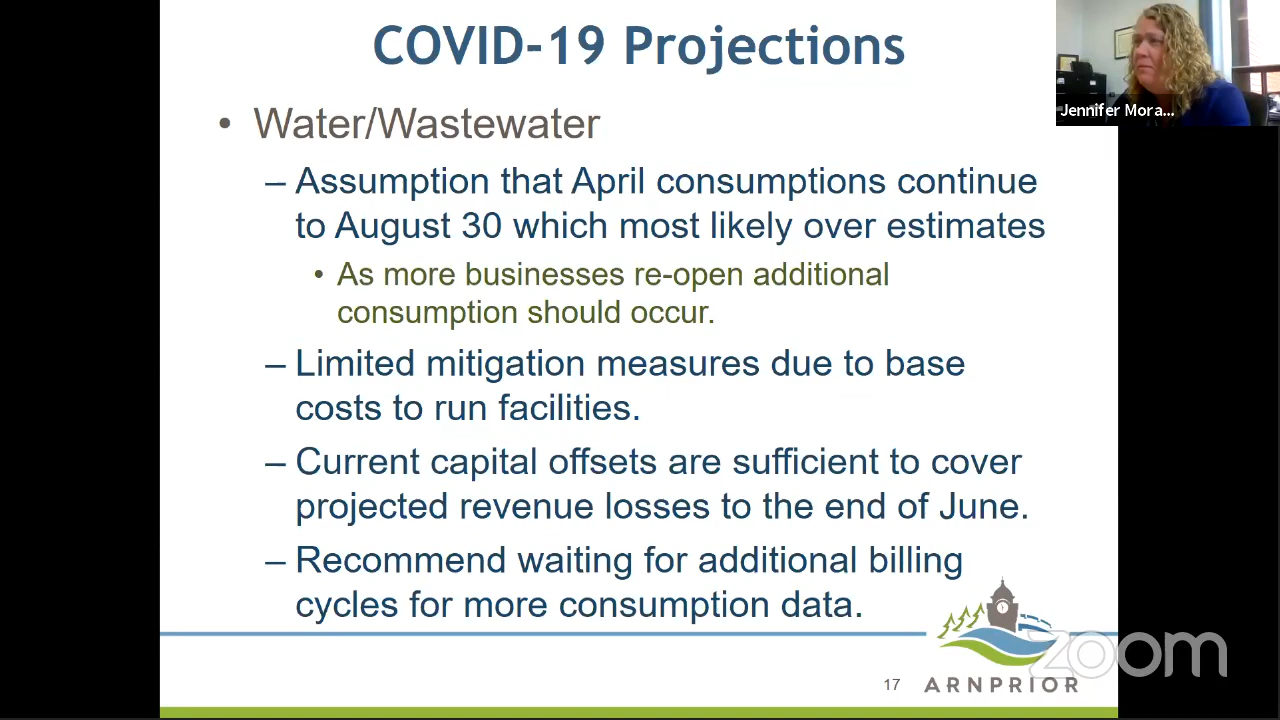 COVID-19 Projections
Jennifer Mora...
• Water/Wastewater
– Assumption that April consumptions continue
to August 30 which most likely over estimates
• As more businesses re-open additional
consumption should occur.
– Limited mitigation measures due to base
costs to run facilities.
– Current capital offsets are sufficient to cover
projected revenue losses to the end of June.
– Recommend waiting for additional billing
cycles for more consumption data.
zoom
17
ARNPRIOR